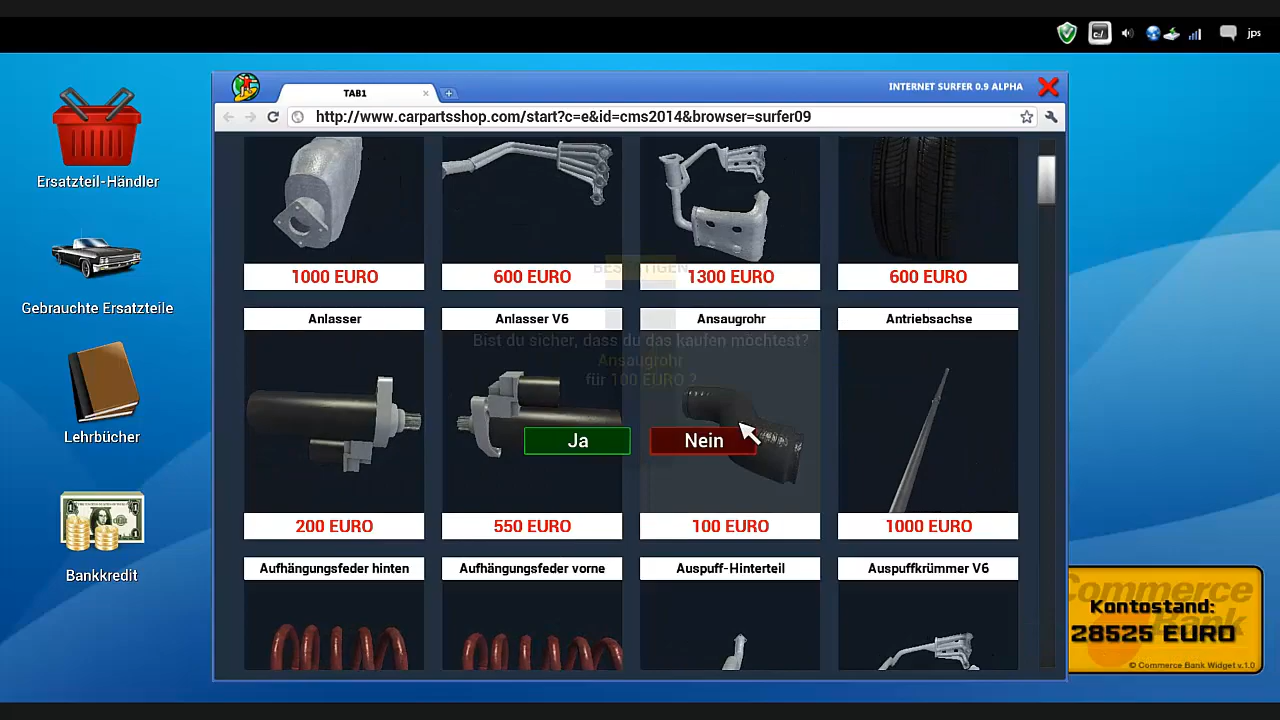 jps
INTERNET SURFER 0.9 ALPHA
TAB1
http://www.carpartsshop.com/start?c=e&id=cms2014&browser=surfer09
Ersatzteil-Händler
Gebrauchte Ersatzteile
Lehrbücher
Bankkredit
1000 EURO
600 EURO
1300 EURO
600 EURO
BESTÄTIGEN
Anlasser
Anlasser V6
Ansaugrohr
Antriebsachse
Bist du sicher, dass du das kaufen möchtest?
Ansaugrohr
für 100 EURO ?
Ja
Nein
200 EURO
550 EURO
100 EURO
1000 EURO
Aufhängungsfeder hinten
Aufhängungsfeder vorne
Auspuff-Hinterteil
Auspuffkrümmer V6
Commerce
Bank
Kontostand:
28525 EURO
© Commerce Bank Widget v.1.0